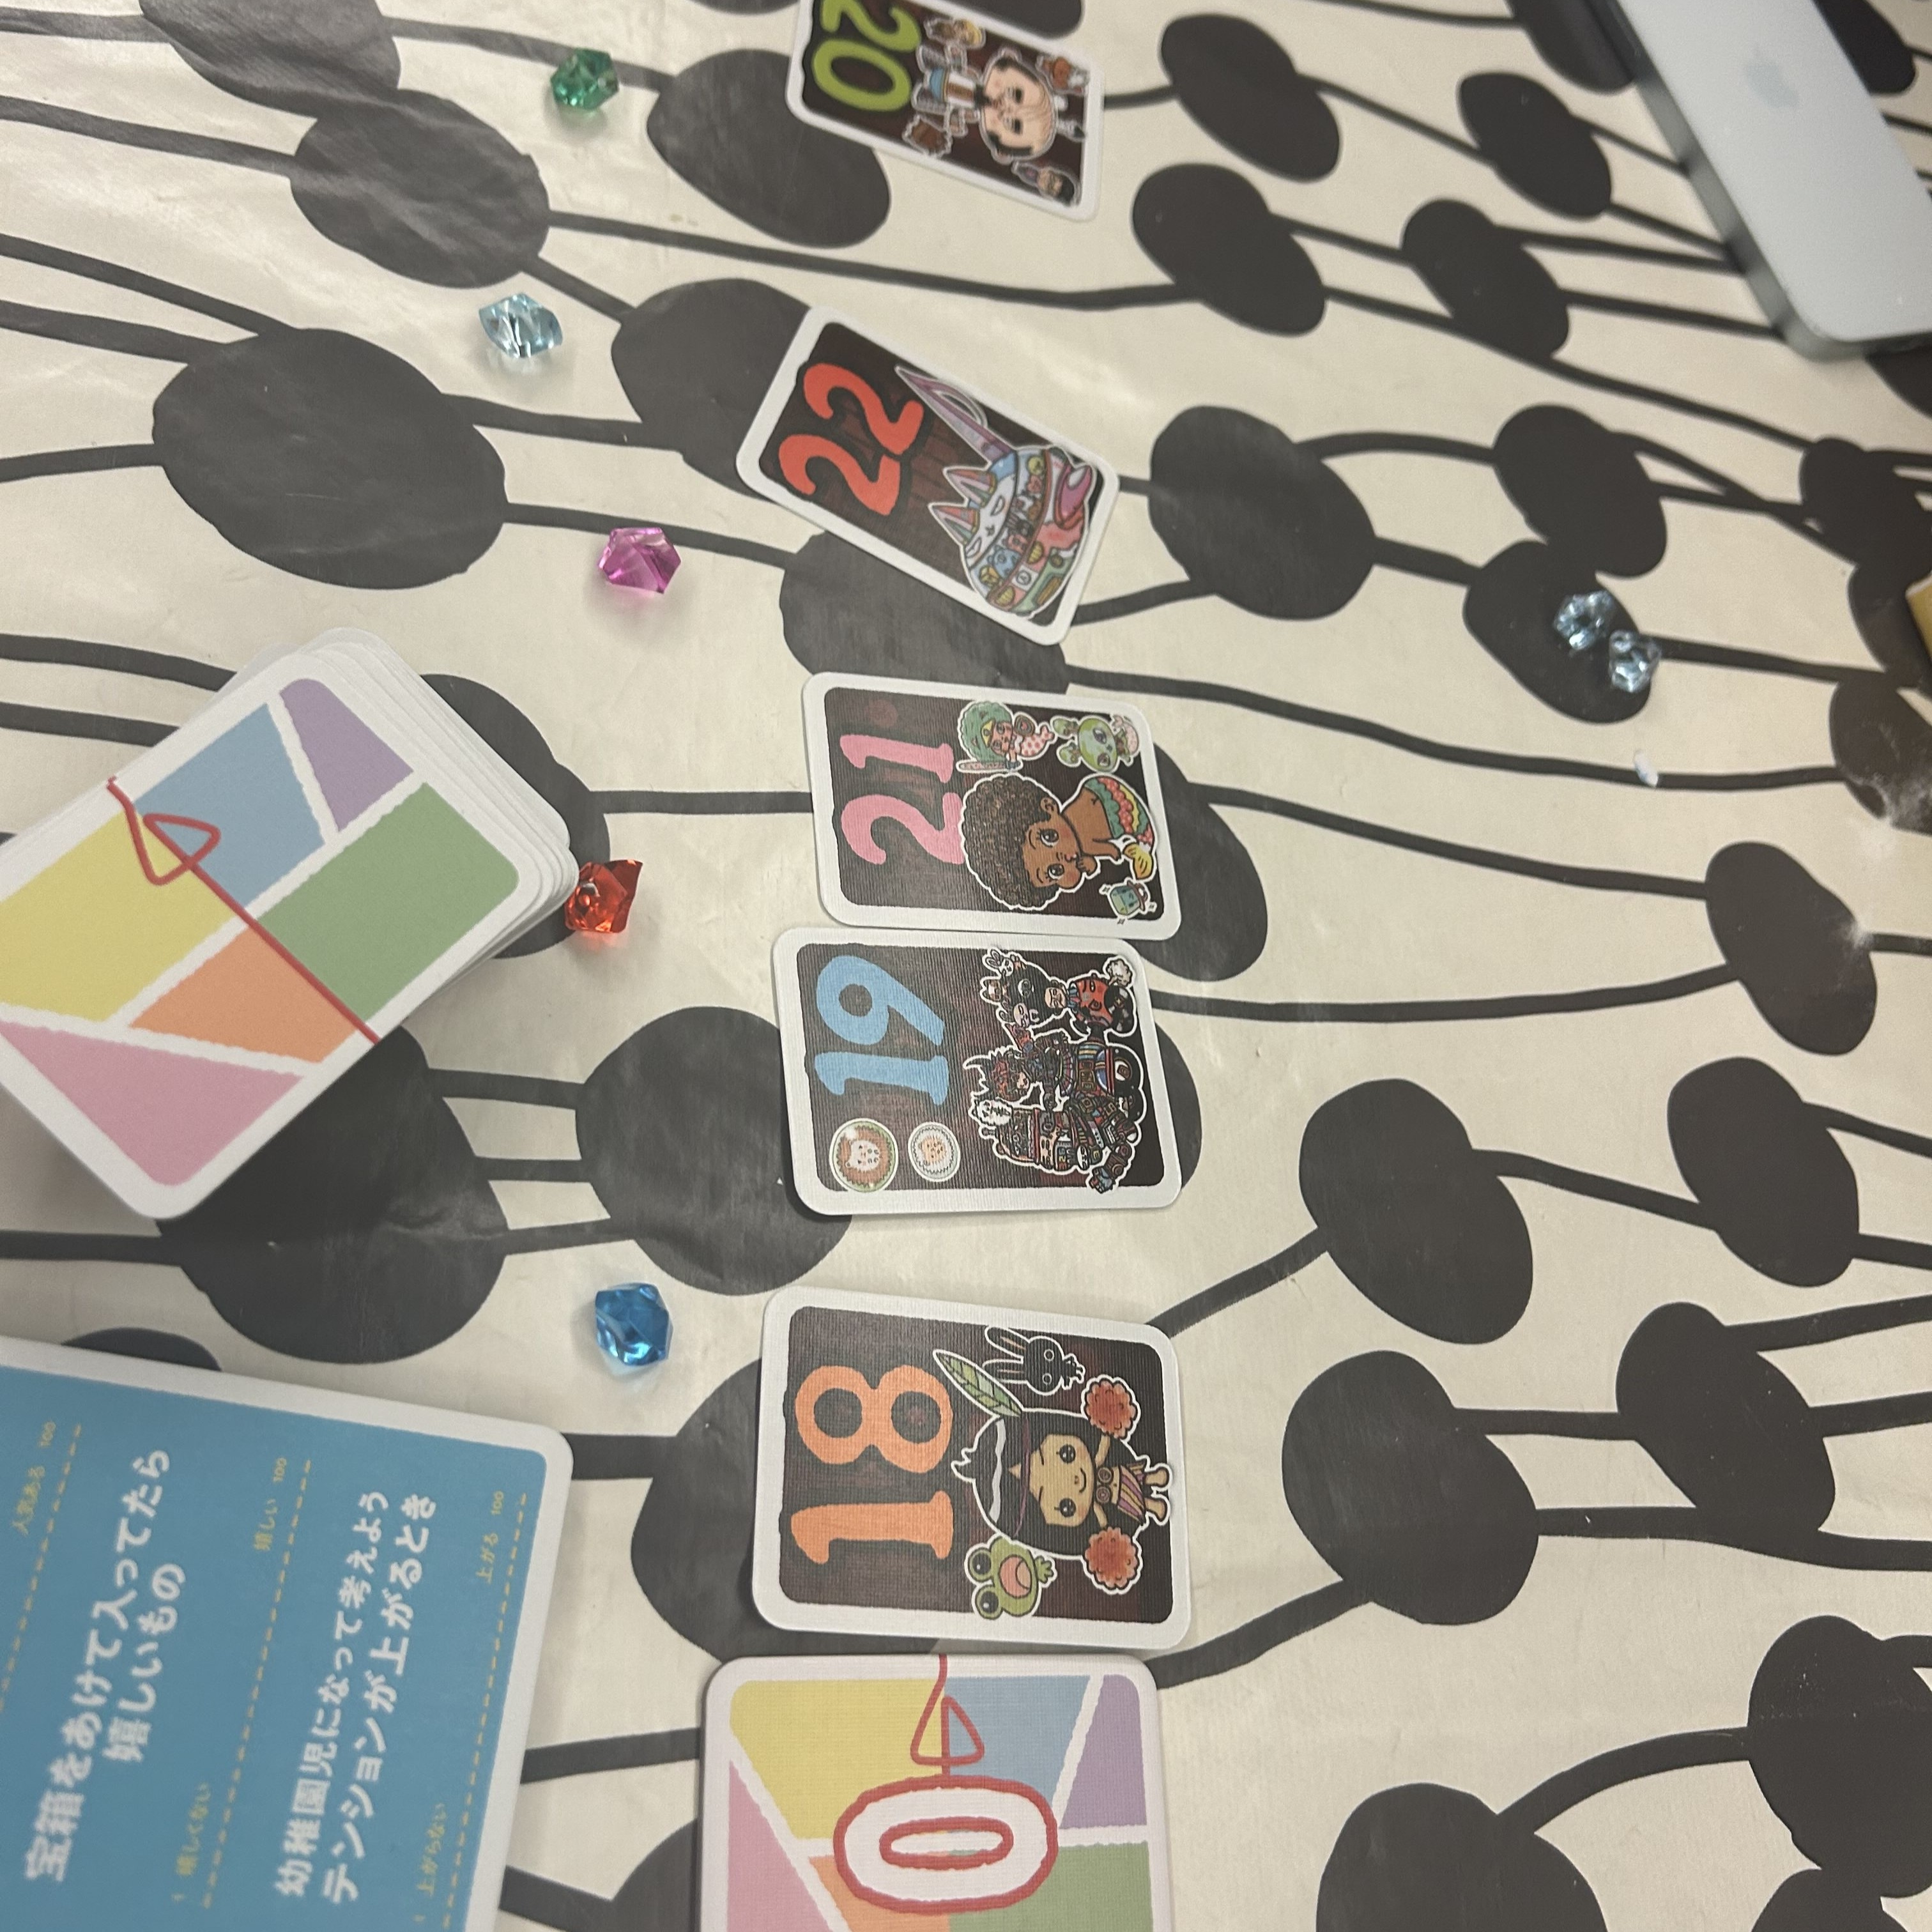 20
22
21
19
18
0
人気ある 100
宝箱をあけて入ってたら
嬉しいもの
1 嬉しくない
嬉しい 100
幼稚園児になって考えよう
テンションが上がるとき
1 上がらない
上がる 100